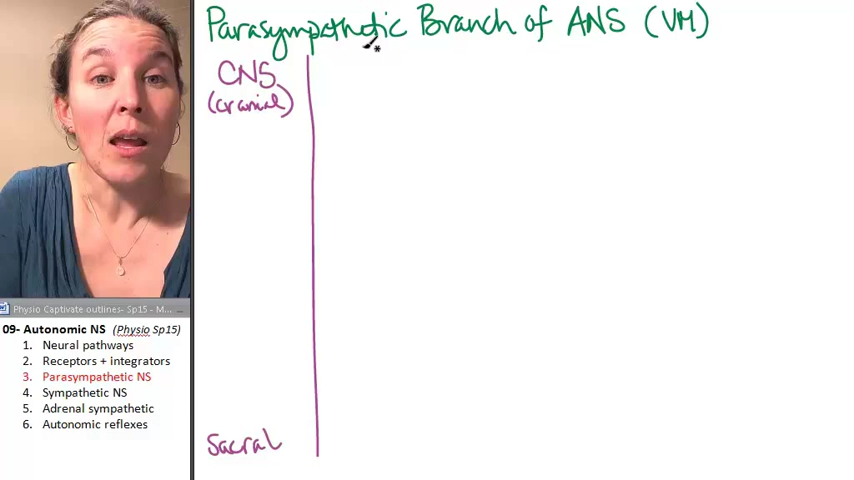 Parasympathetic Branch of ANS (VM)
CNS
(cranial)
Sacral
Physio Captivate outlines- Sp15 - M...
09- Autonomic NS (Physio Sp15)
1. Neural pathways
2. Receptors + integrators
3. Parasympathetic NS
4. Sympathetic NS
5. Adrenal sympathetic
6. Autonomic reflexes